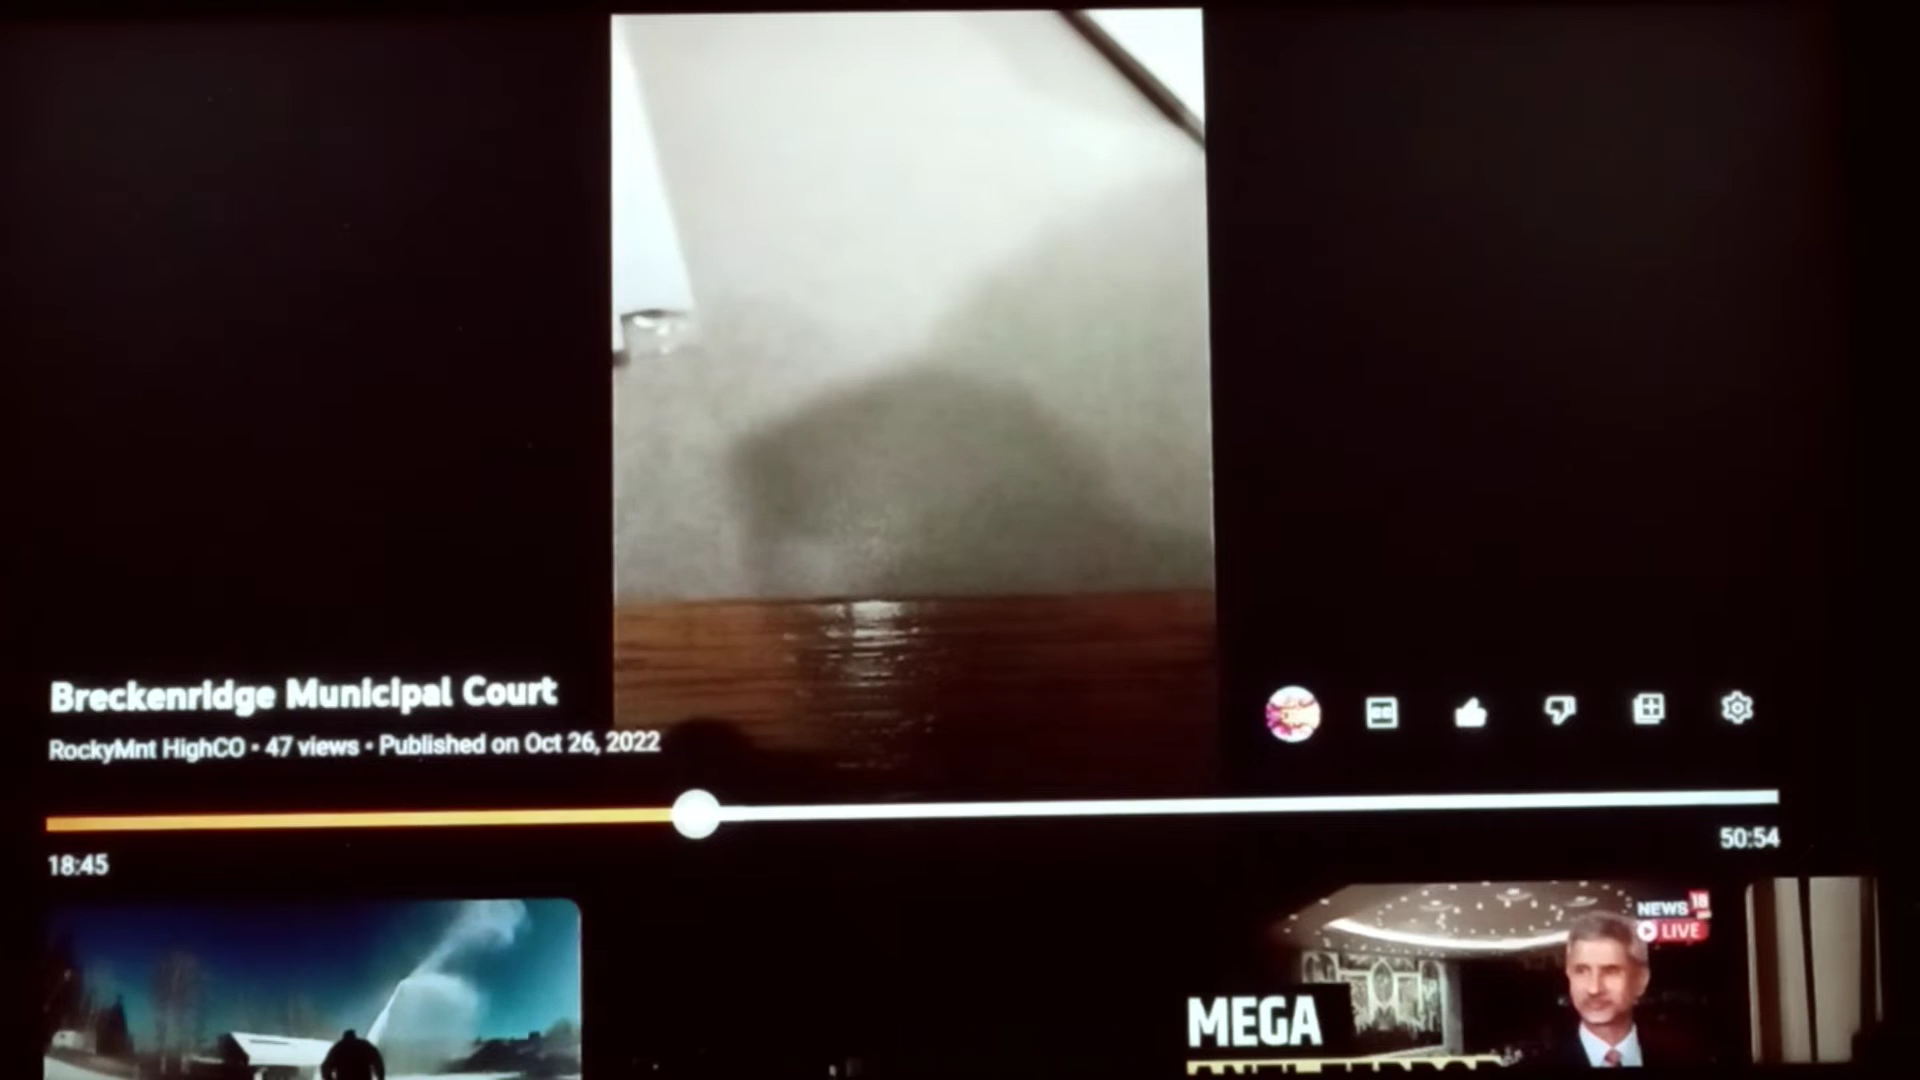 Breckenridge Municipal Court
RockyMnt HighCO • 47 views • Published on Oct 26, 2022
18:45
50:54
NEWS 18
LIVE
MEGA